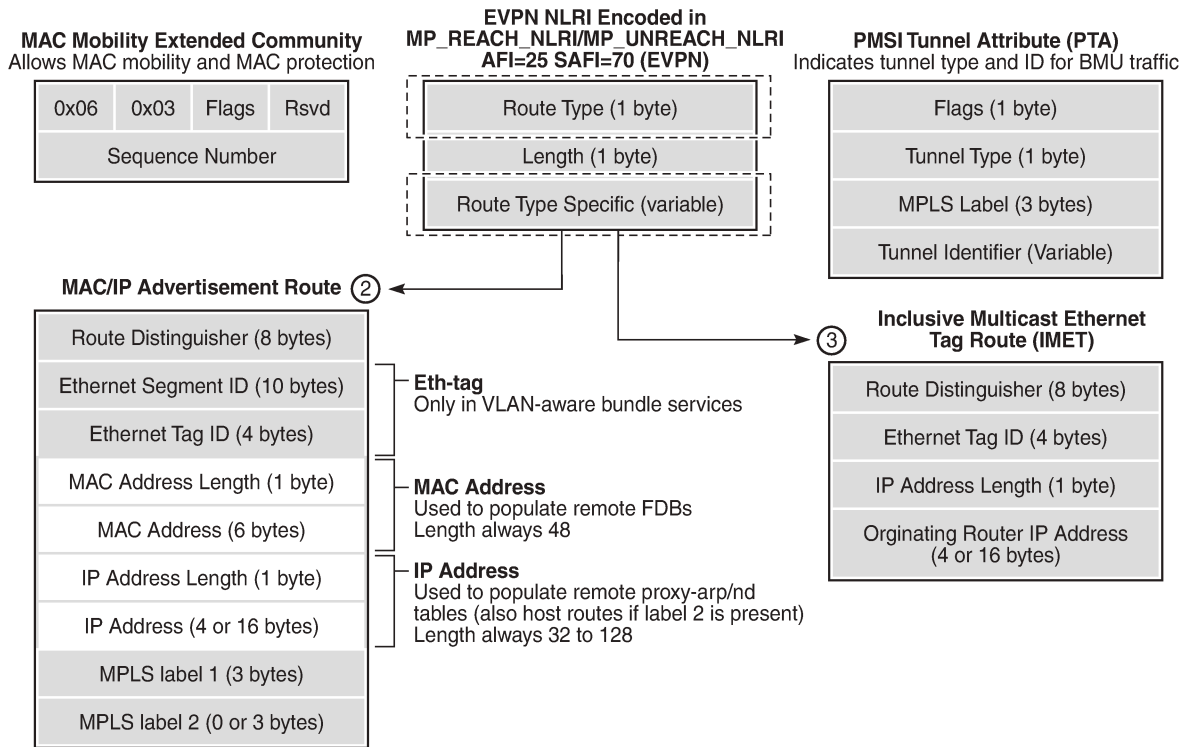 MAC Mobility Extended Community
Allows MAC mobility and MAC protection
0x06
0x03
Flags
Rsvd
Sequence Number
EVPN NLRI Encoded in
MP_REACH_NLRI/MP_UNREACH_NLRI
AFI=25 SAFI=70 (EVPN)
Route Type (1 byte)
Length (1 byte)
Route Type Specific (variable)
PMSI Tunnel Attribute (PTA)
Indicates tunnel type and ID for BMU traffic
Flags (1 byte)
Tunnel Type (1 byte)
MPLS Label (3 bytes)
Tunnel Identifier (Variable)
MAC/IP Advertisement Route
2
Route Distinguisher (8 bytes)
Ethernet Segment ID (10 bytes)
Ethernet Tag ID (4 bytes)
MAC Address Length (1 byte)
MAC Address (6 bytes)
IP Address Length (1 byte)
IP Address (4 or 16 bytes)
MPLS label 1 (3 bytes)
MPLS label 2 (0 or 3 bytes)
Eth-tag
Only in VLAN-aware bundle services
MAC Address
Used to populate remote FDBs
Length always 48
IP Address
Used to populate remote proxy-arp/nd
tables (also host routes if label 2 is present)
Length always 32 to 128
3
Inclusive Multicast Ethernet
Tag Route (IMET)
Route Distinguisher (8 bytes)
Ethernet Tag ID (4 bytes)
IP Address Length (1 byte)
Orginating Router IP Address
(4 or 16 bytes)